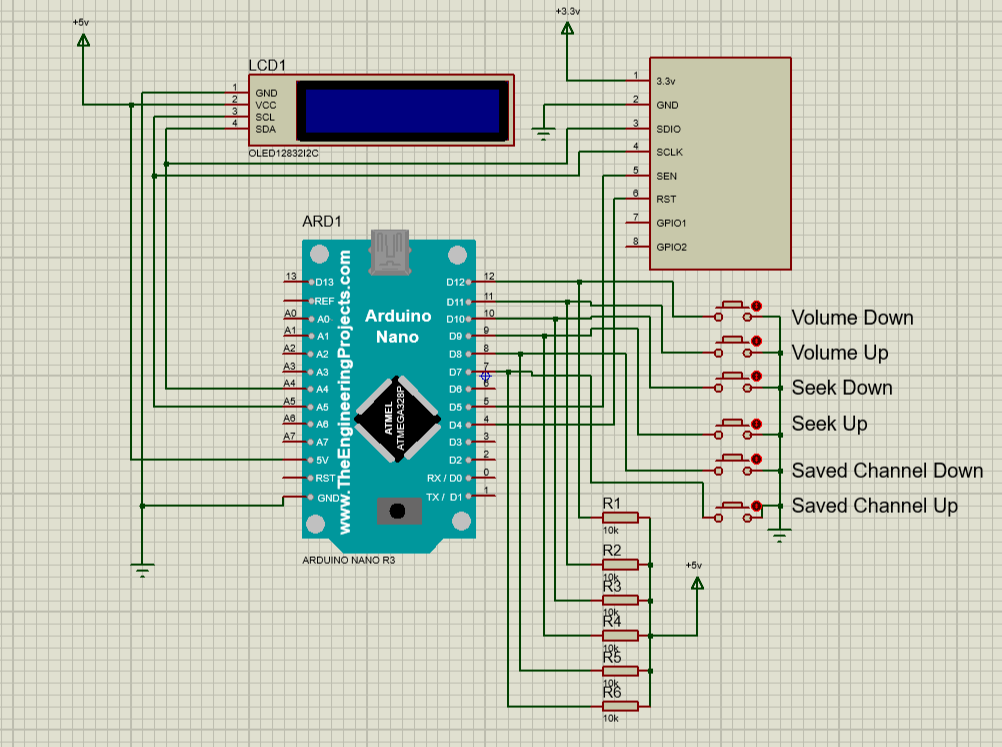 +5v
+3.3v
LCD1
1 GND
2 VCC
3 SCL
4 SDA
OLED12832I2C
1 3.3v
2 GND
3 SDIO
4 SCLK
5 SEN
6 RST
7 GPIO1
8 GPIO2
ARD1
www.TheEngineeringProjects.com
Arduino
Nano
ATMEL
ATMEGA328P
13 D13
REF
A0 A0
A1 A1
A2 A2
A3 A3
A4 A4
A5 A5
A6 A6
A7 A7
5V
RST
GND
D12 12
D11 11
D10 10
D9 9
D8 8
D7 7
D6 6
D5 5
D4 4
D3 3
D2 2
RX / D0 0
TX / D1 1
ARDUINO NANO R3
Volume Down
Volume Up
Seek Down
Seek Up
Saved Channel Down
Saved Channel Up
R1
10k
R2
10k
R3
10k
R4
10k
R5
10k
R6
10k
+5v